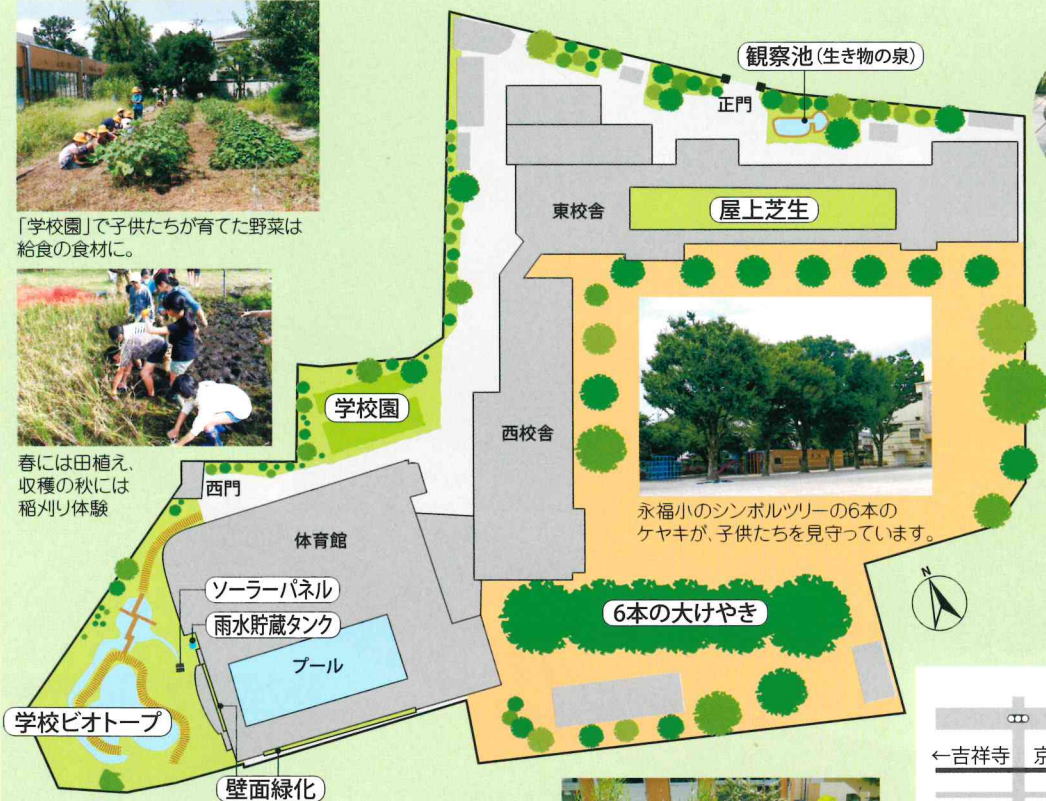 「学校園」で子供たちが育てた野菜は
給食の食材に。
春には田植え、
収穫の秋には
稲刈り体験
観察池(生き物の泉)
正門
東校舎
屋上芝生
学校園
西校舎
西門
永福小のシンボルツリーの6本の
ケヤキが、子供たちを見守っています。
体育館
ソーラーパネル
雨水貯蔵タンク
プール
6本の大けやき
N
学校ビオトープ
壁面緑化
←吉祥寺 京